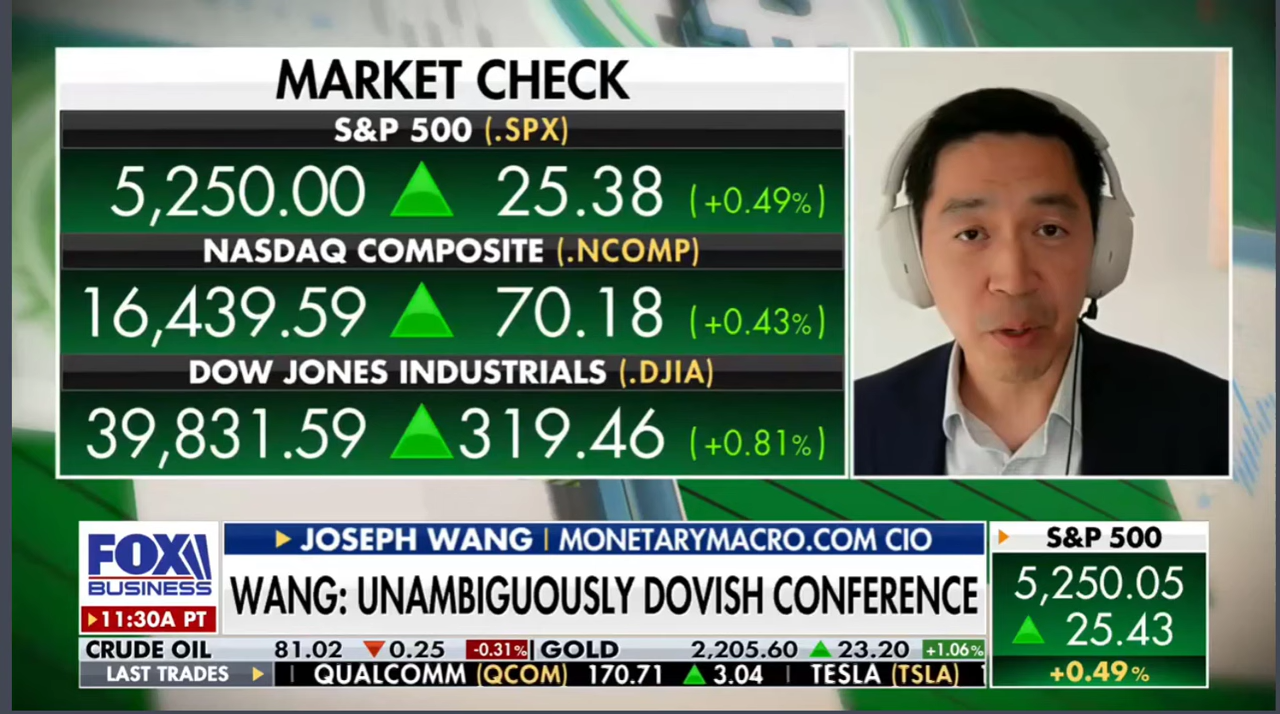 MARKET CHECK
S&P 500 (.SPX)
5,250.00 ▲ 25.38 (+0.49%)
NASDAQ COMPOSITE (.NCOMP)
16,439.59 ▲ 70.18 (+0.43%)
DOW JONES INDUSTRIALS (.DJIA)
39,831.59 ▲ 319.46 (+0.81%)
FOX
BUSINESS
11:30A PT
JOSEPH WANG | MONETARYMACRO.COM CIO
WANG: UNAMBIGUOUSLY DOVISH CONFERENCE
S&P 500
5,250.05
▲ 25.43
+0.49%
CRUDE OIL 81.02 ▼ 0.25 -0.31% | GOLD 2,205.60 ▲ 23.20 +1.06%
LAST TRADES | QUALCOMM (QCOM) 170.71 ▲ 3.04 | TESLA (TSLA)